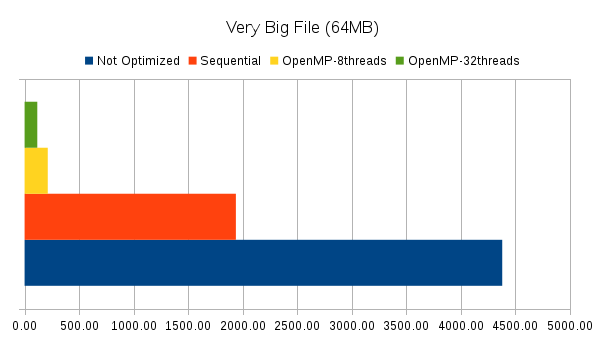 Very Big File (64MB)
Not Optimized Sequential OpenMP-8threads OpenMP-32threads
0.00 500.00 1000.00 1500.00 2000.00 2500.00 3000.00 3500.00 4000.00 4500.00 5000.00